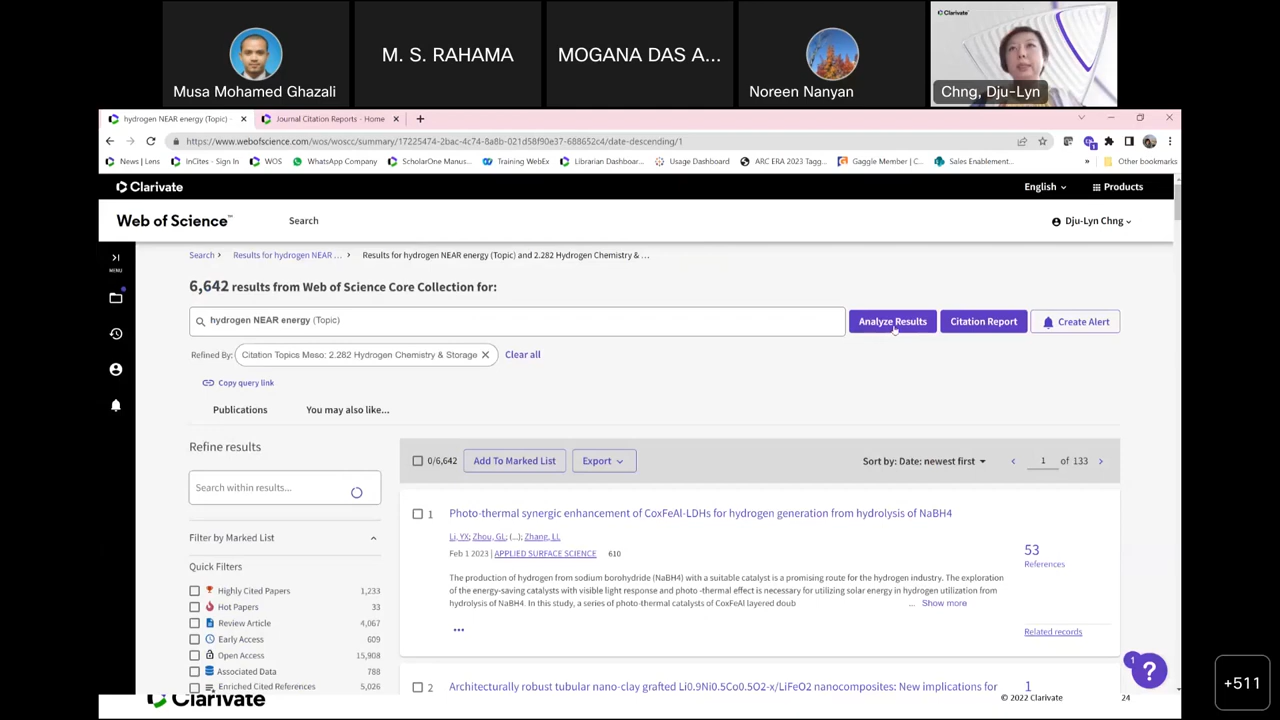 Musa Mohamed Ghazali
M. S. RAHAMA
MOGANA DAS A...
Noreen Nanyan
Clarivate
Chng, Dju-Lyn
hydrogen NEAR energy (Topic) -
Journal Citation Reports - Home
https://www.webofscience.com/wos/woscc/summary/17225474-2bac-4c74-8a8b-021d58f90e37-688652c4/date-descending/1
News | Lens
InCites - Sign In
WOS
WhatsApp Company
ScholarOne Manus...
Training WebEx
Librarian Dashboar...
Usage Dashboard
ARC ERA 2023 Tagg...
Gaggle Member | C...
Sales Enablement...
»
Other bookmarks
Clarivate
English
Products
Web of Science™
Search
Dju-Lyn Chng
MENU
Search > Results for hydrogen NEAR ... > Results for hydrogen NEAR energy (Topic) and 2.282 Hydrogen Chemistry & ...
6,642 results from Web of Science Core Collection for:
hydrogen NEAR energy (Topic)
Analyze Results
Citation Report
Create Alert
Refined By:
Citation Topics Meso: 2.282 Hydrogen Chemistry & Storage
Clear all
Copy query link
Publications
You may also like...
Refine results
Search within results...
Filter by Marked List
Quick Filters
Highly Cited Papers 1,233
Hot Papers 33
Review Article 4,067
Early Access 609
Open Access 15,908
Associated Data 788
Enriched Cited References 5,026
0/6,642
Add To Marked List
Export
Sort by: Date: newest first
1 of 133
1
Photo-thermal synergic enhancement of CoxFeAl-LDHs for hydrogen generation from hydrolysis of NaBH4
Li, YX; Zhou, GL; (...); Zhang, LL
Feb 1 2023 | APPLIED SURFACE SCIENCE 610
The production of hydrogen from sodium borohydride (NaBH4) with a suitable catalyst is a promising route for the hydrogen industry. The exploration
of the energy-saving catalysts with visible light response and photo -thermal effect is necessary for utilizing solar energy in hydrogen utilization from
hydrolysis of NaBH4. In this study, a series of photo-thermal catalysts of CoxFeAl layered doub ... Show more
53
References
Related records
2
Architecturally robust tubular nano-clay grafted Li0.9Ni0.5Co0.5O2-x/LiFeO2 nanocomposites: New implications for
1
1
?
Clarivate
© 2022 Clarivate
24
+511